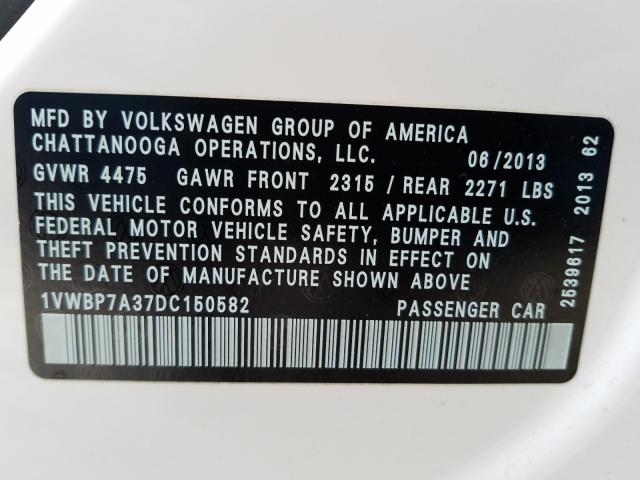 MFD BY VOLKSWAGEN GROUP OF AMERICA
CHATTANOOGA OPERATIONS, LLC. 06/2013
GVWR 4475 GAWR FRONT 2315 / REAR 2271 LBS
THIS VEHICLE CONFORMS TO ALL APPLICABLE U.S.
FEDERAL MOTOR VEHICLE SAFETY, BUMPER AND
THEFT PREVENTION STANDARDS IN EFFECT ON
THE DATE OF MANUFACTURE SHOWN ABOVE
1VWBP7A37DC150582 PASSENGER CAR
2539617 2013 62